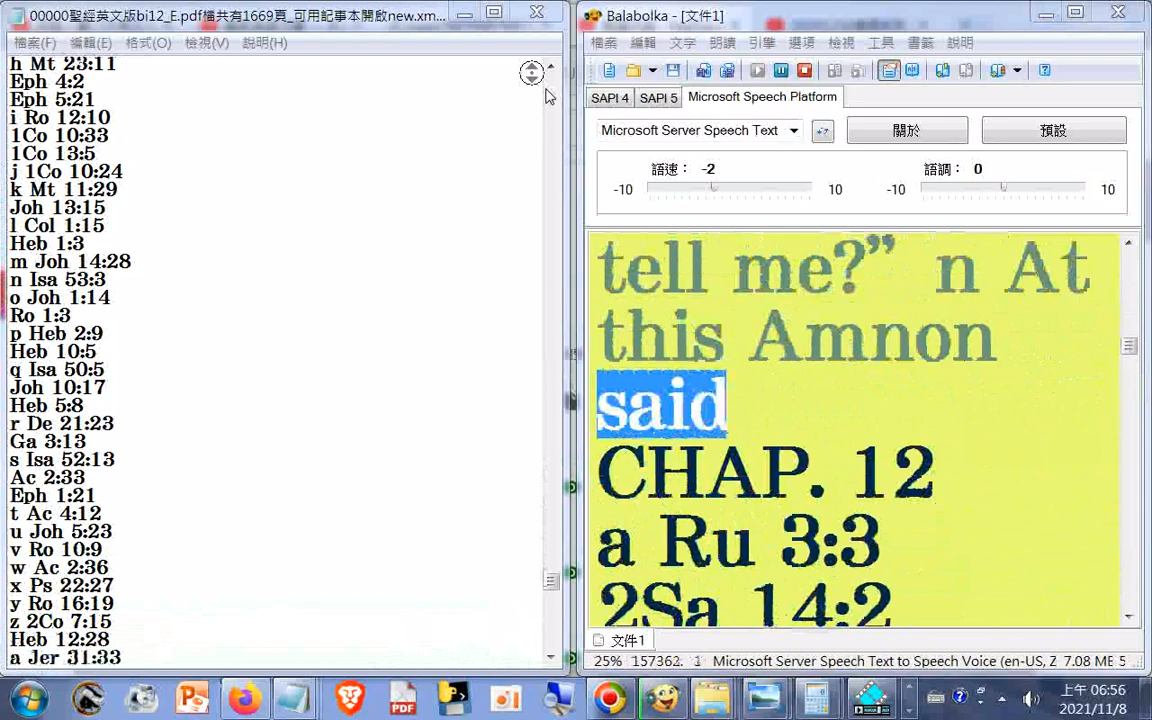 00000聖經英文版bi12_E.pdf檔共有1669頁_可用記事本開啟new.xm...
檔案(F) 編輯(E) 格式(O) 檢視(V) 說明(H)
h Mt 23:11
Eph 4:2
Eph 5:21
i Ro 12:10
1Co 10:33
1Co 13:5
j 1Co 10:24
k Mt 11:29
Joh 13:15
l Col 1:15
Heb 1:3
m Joh 14:28
n Isa 53:3
o Joh 1:14
Ro 1:3
p Heb 2:9
Heb 10:5
q Isa 50:5
Joh 10:17
Heb 5:8
r De 21:23
Ga 3:13
s Isa 52:13
Ac 2:33
Eph 1:21
t Ac 4:12
u Joh 5:23
v Ro 10:9
w Ac 2:36
x Ps 22:27
y Ro 16:19
z 2Co 7:15
Heb 12:28
a Jer 31:33
Balabolka - [文件1]
檔案 編輯 文字 朗讀 引擎 選項 檢視 工具 書籤 說明
SAPI 4 SAPI 5 Microsoft Speech Platform
Microsoft Server Speech Text 關於 預設
語速： -2 語調： 0
-10 10 -10 10
tell me?” n At
this Amnon
said
CHAP. 12
a Ru 3:3
2Sa 14:2
文件1
25% 157362. 1 Microsoft Server Speech Text to Speech Voice (en-US, Z 7.08 MB 5
PDF
上午 06:56
2021/11/8